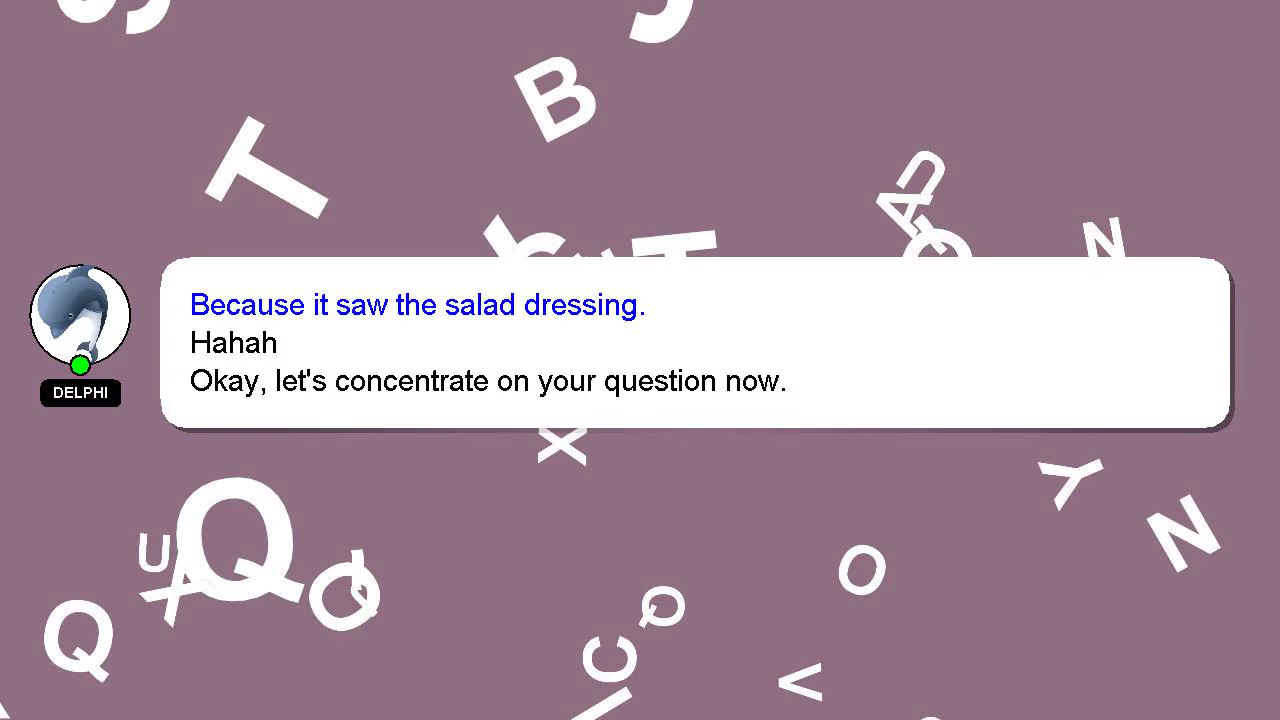 Because it saw the salad dressing.
Hahah
Okay, let's concentrate on your question now.
DELPHI
T
B
U
A
N
T
X
Y
N
Q
U
X
Q
Q
O
Q
C
V